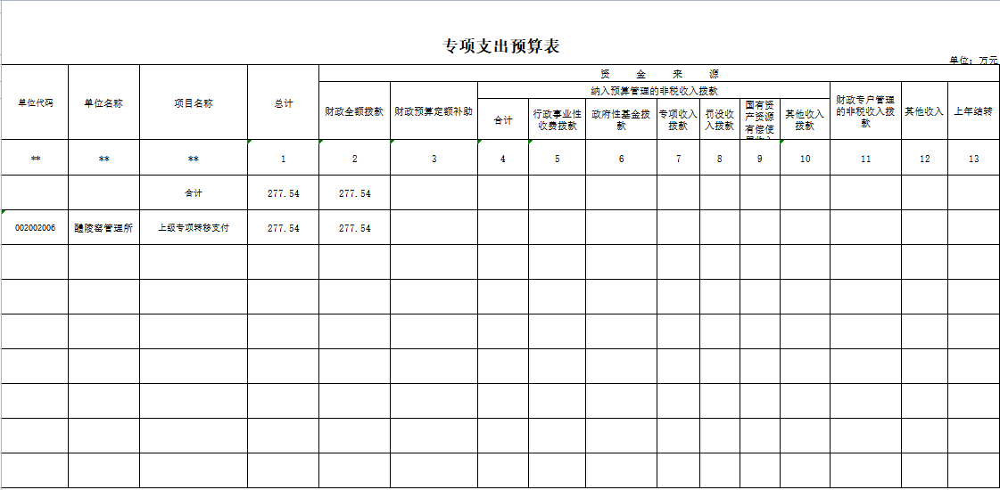 专项支出预算表
单位：万元
单位代码 单位名称 项目名称 总计 资 金 来 源
财政金额拨款 财政预算定额补助 纳入预算管理的非税收入拨款 财政专户管理的非税收入拨款 其他收入 上年结转
合计 行政事业性收费拨款 政府性基金拨款 专项收入拨款 罚没收入拨款 国有资产资源有偿使 其他收入拨款
** ** ** 1 2 3 4 5 6 7 8 9 10 11 12 13
合计 277.54 277.54
002002006 醴陵窑管理所 上级专项转移支付 277.54 277.54